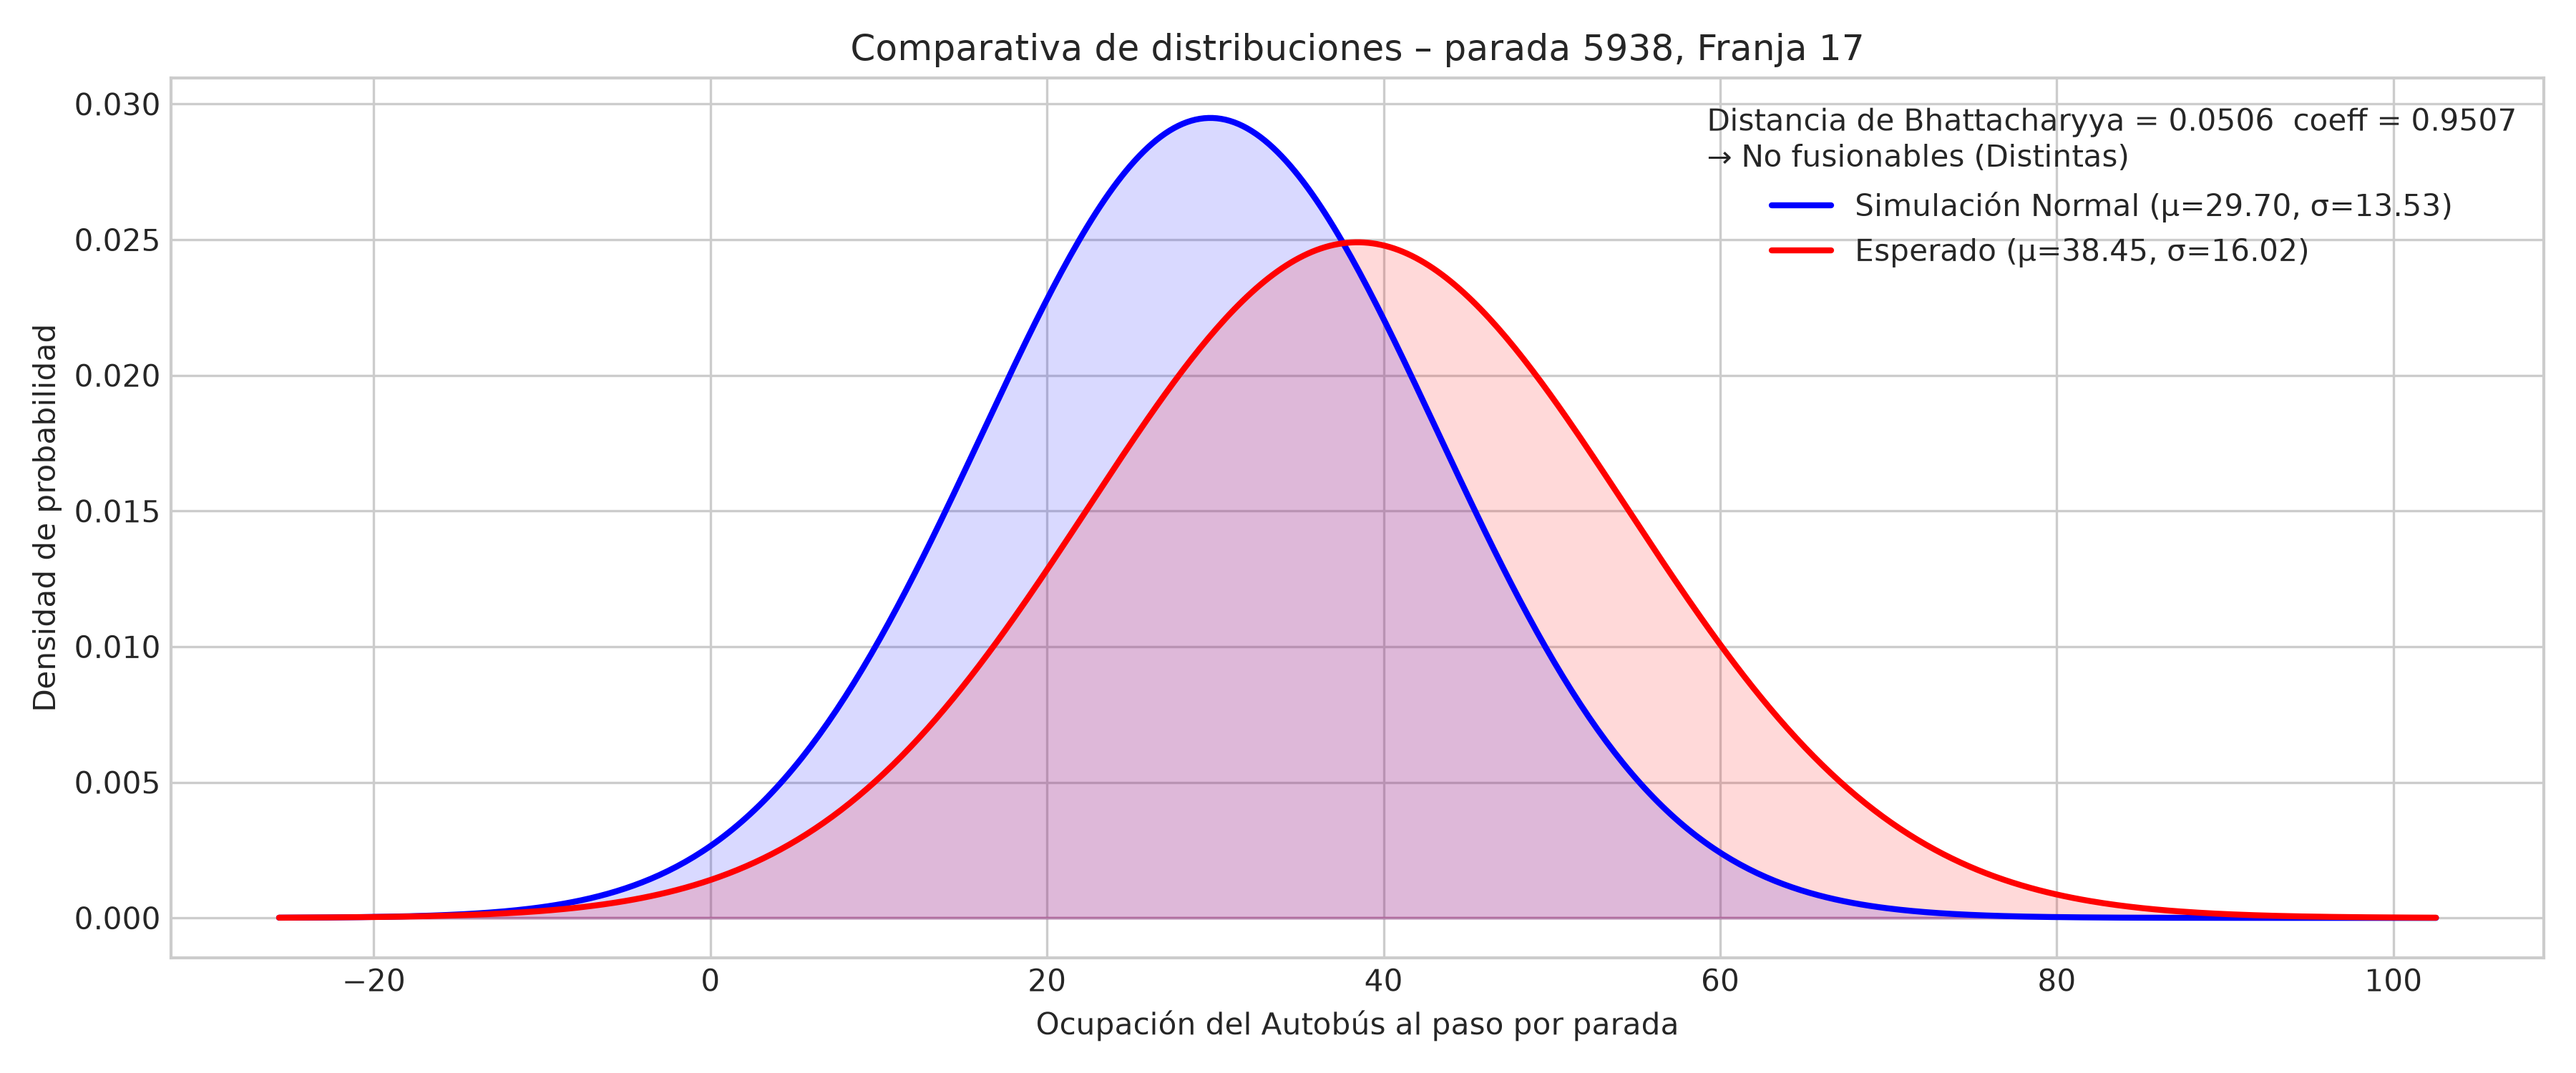 Comparativa de distribuciones – parada 5938, Franja 17
Distancia de Bhattacharyya = 0.0506  coeff = 0.9507
→ No fusionables (Distintas)
Simulación Normal (μ=29.70, σ=13.53)
Esperado (μ=38.45, σ=16.02)
Densidad de probabilidad
0.030
0.025
0.020
0.015
0.010
0.005
0.000
−20 0 20 40 60 80 100
Ocupación del Autobús al paso por parada